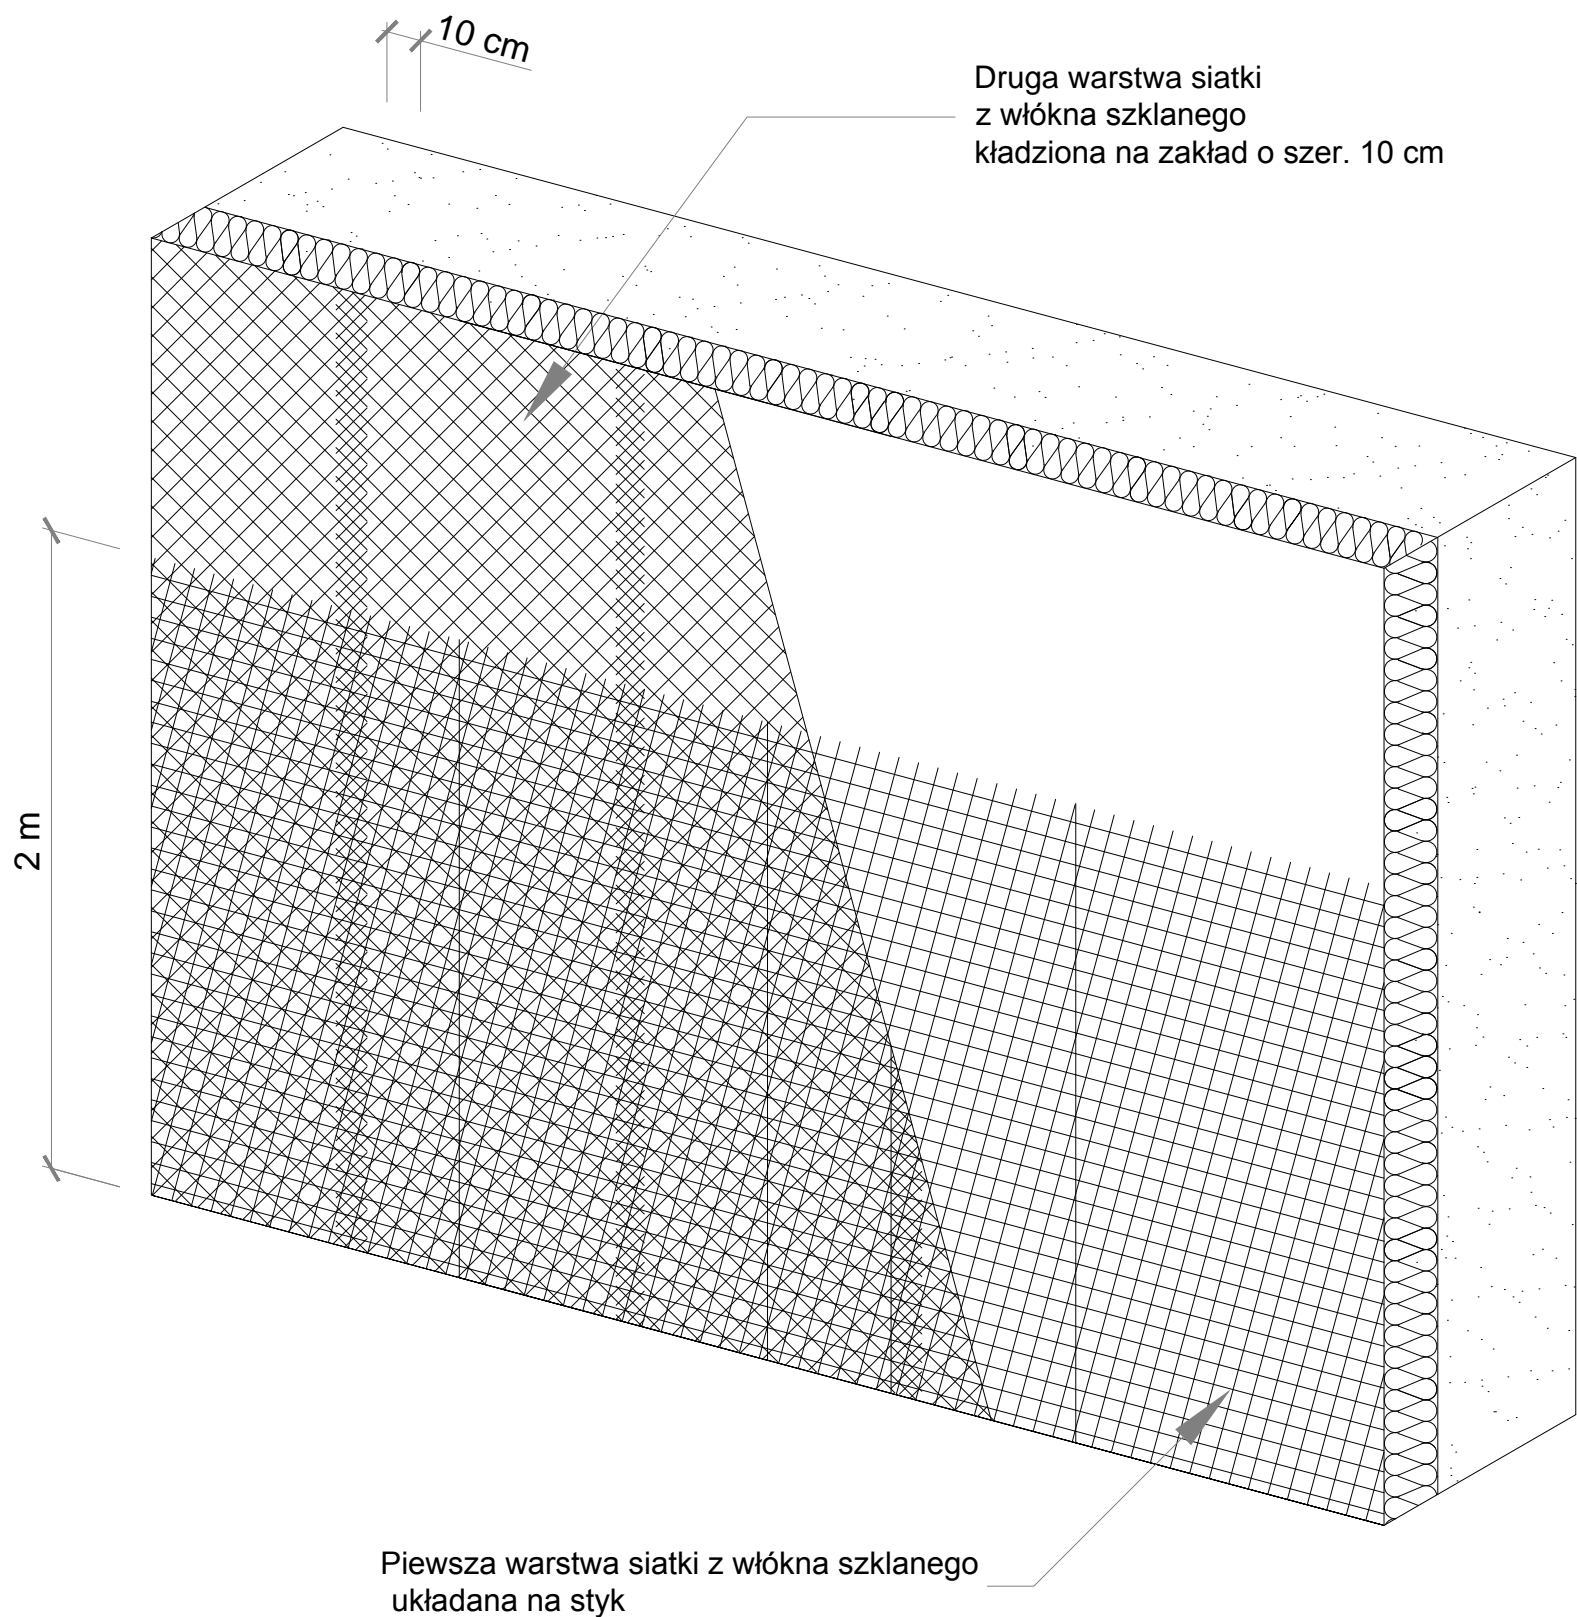 10 cm
Druga warstwa siatki
z włókna szklanego
kładziona na zakład o szer. 10 cm
2 m
Piewsza warstwa siatki z włókna szklanego
układana na styk